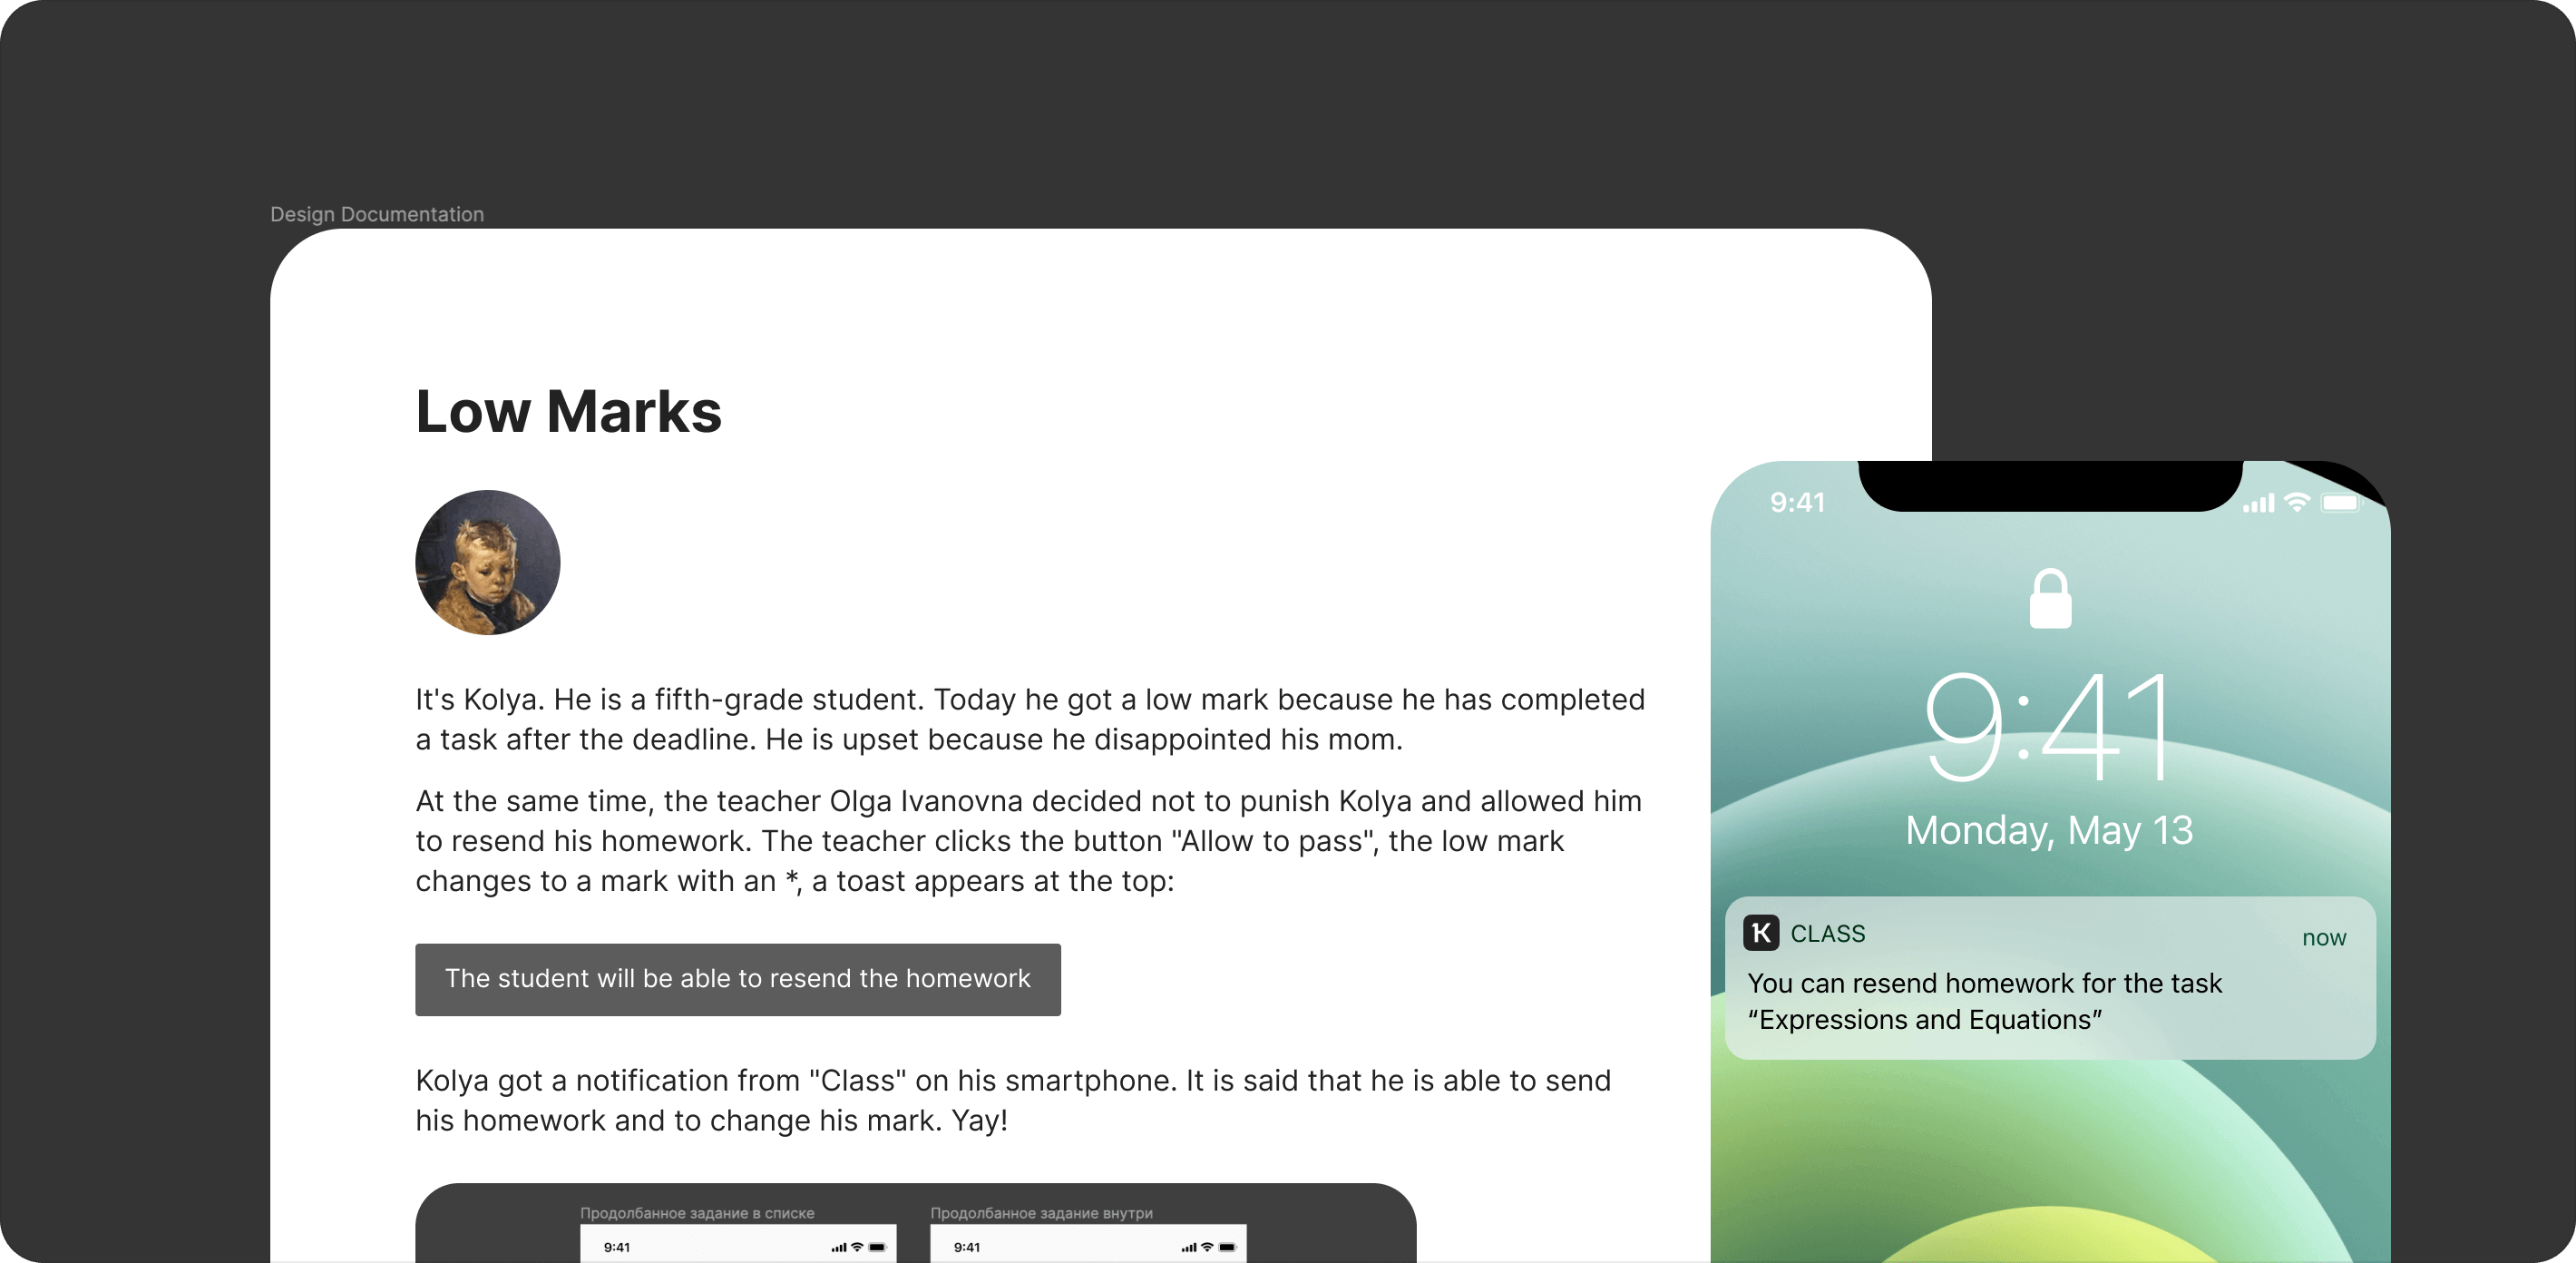 Design Documentation
Low Marks
It's Kolya. He is a fifth-grade student. Today he got a low mark because he has completed
a task after the deadline. He is upset because he disappointed his mom.
At the same time, the teacher Olga Ivanovna decided not to punish Kolya and allowed him
to resend his homework. The teacher clicks the button "Allow to pass", the low mark
changes to a mark with an *, a toast appears at the top:
The student will be able to resend the homework
Kolya got a notification from "Class" on his smartphone. It is said that he is able to send
his homework and to change his mark. Yay!
Продолбанное задание в списке
9:41
Продолбанное задание внутри
9:41
9:41
9:41
Monday, May 13
K CLASS
now
You can resend homework for the task
“Expressions and Equations”